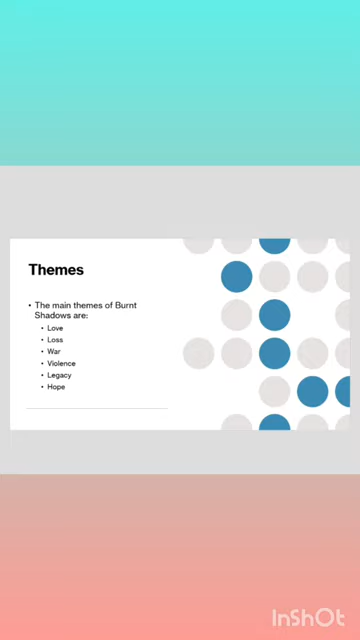 Themes
• The main themes of Burnt
Shadows are:
• Love
• Loss
• War
• Violence
• Legacy
• Hope
InShOt